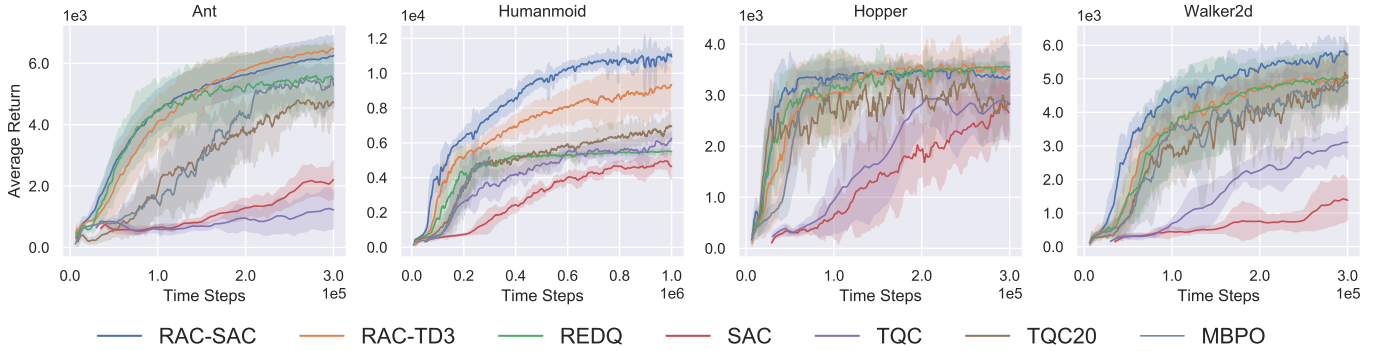 Ant
Humanmoid
Hopper
Walker2d
1e3
1e4
1e3
1e3
Average Return
6.0
4.0
2.0
0.0
1.2
1.0
0.8
0.6
0.4
0.2
0.0
4.0
3.0
2.0
1.0
0.0
6.0
5.0
4.0
3.0
2.0
1.0
0.0
0.0 1.0 2.0 3.0
0.0 0.2 0.4 0.6 0.8 1.0
0.0 1.0 2.0 3.0
0.0 1.0 2.0 3.0
Time Steps 1e5
Time Steps 1e6
Time Steps 1e5
Time Steps 1e5
RAC-SAC RAC-TD3 REDQ SAC TQC TQC20 MBPO